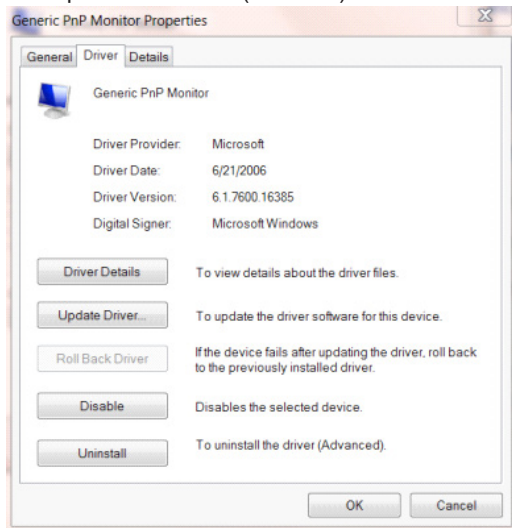 Generic PnP Monitor Properties
General Driver Details
Generic PnP Monitor
Driver Provider: Microsoft
Driver Date: 6/21/2006
Driver Version: 6.1.7600.16385
Digital Signer: Microsoft Windows
Driver Details To view details about the driver files.
Update Driver... To update the driver software for this device.
Roll Back Driver If the device fails after updating the driver, roll back
to the previously installed driver.
Disable Disables the selected device.
Uninstall To uninstall the driver (Advanced).
OK Cancel